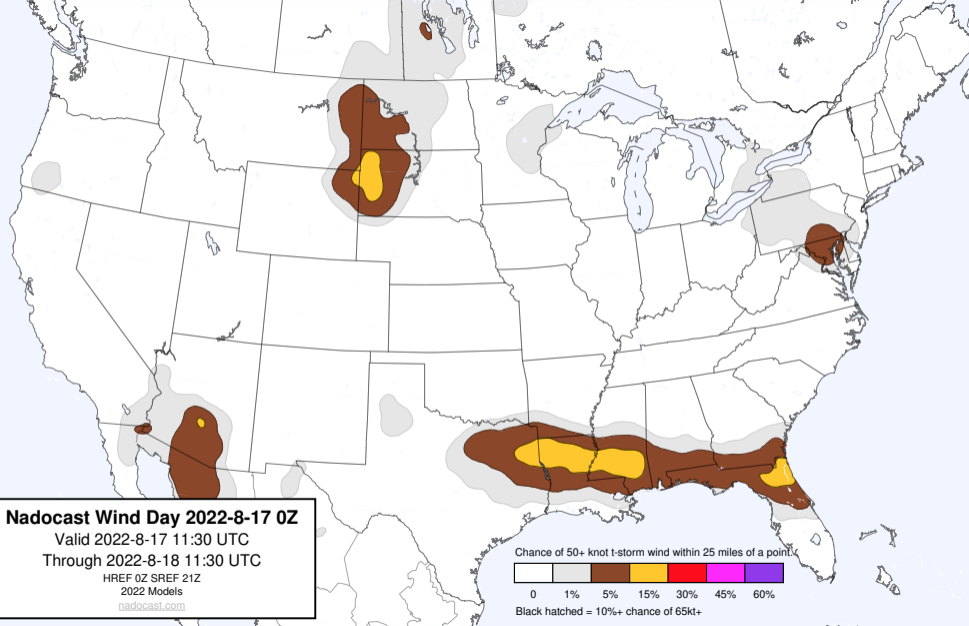 Nadocast Wind Day 2022-8-17 0Z
Valid 2022-8-17 11:30 UTC
Through 2022-8-18 11:30 UTC
HREF 0Z SREF 21Z
2022 Models
nadocast.com
Chance of 50+ knot t-storm wind within 25 miles of a point.
0 1% 5% 15% 30% 45% 60%
Black hatched = 10%+ chance of 65kt+